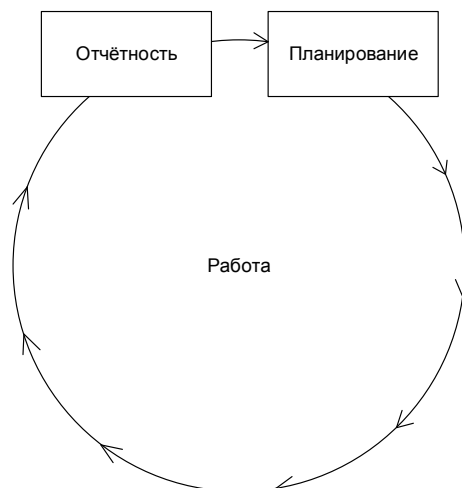 Отчётность
Планирование
Работа